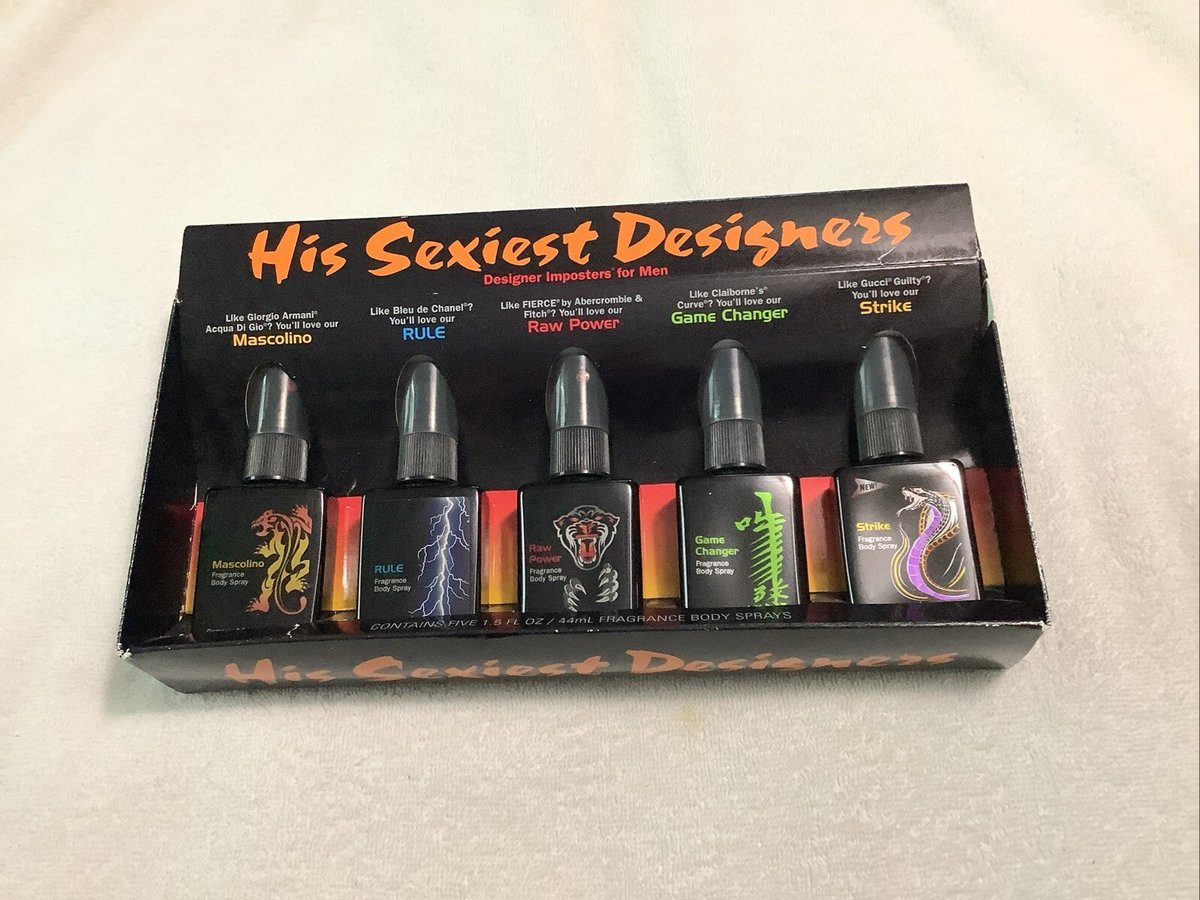 His Sexiest Designers
Designer Imposters® for Men
Like Giorgio Armani®
Acqua Di Gio®? You'll love our
Mascolino
Like Bleu de Chanel®?
You'll love our
RULE
Like FIERCE® by Abercrombie &
Fitch®? You'll love our
Raw Power
Like Claiborne's®
Curve®? You'll love our
Game Changer
Like Gucci Guilty®?
You'll love our
Strike
Mascolino
Fragrance
Body Spray
RULE
Fragrance
Body Spray
Raw
Power
Fragrance
Body Spray
Game
Changer
Fragrance
Body Spray
NEW!
Strike
Fragrance
Body Spray
CONTAINS FIVE 1.5 FL OZ / 44mL FRAGRANCE BODY SPRAYS
His Sexiest Designers